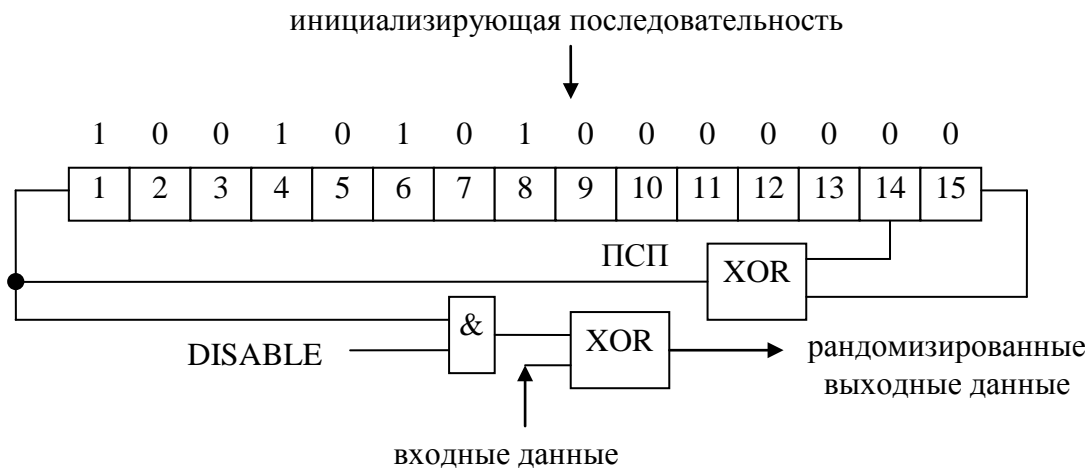 инициализирующая последовательность
1 0 0 1 0 1 0 1 0 0 0 0 0 0 0
1 2 3 4 5 6 7 8 9 10 11 12 13 14 15
ПСП
XOR
&
XOR
DISABLE
рандомизированные
выходные данные
входные данные